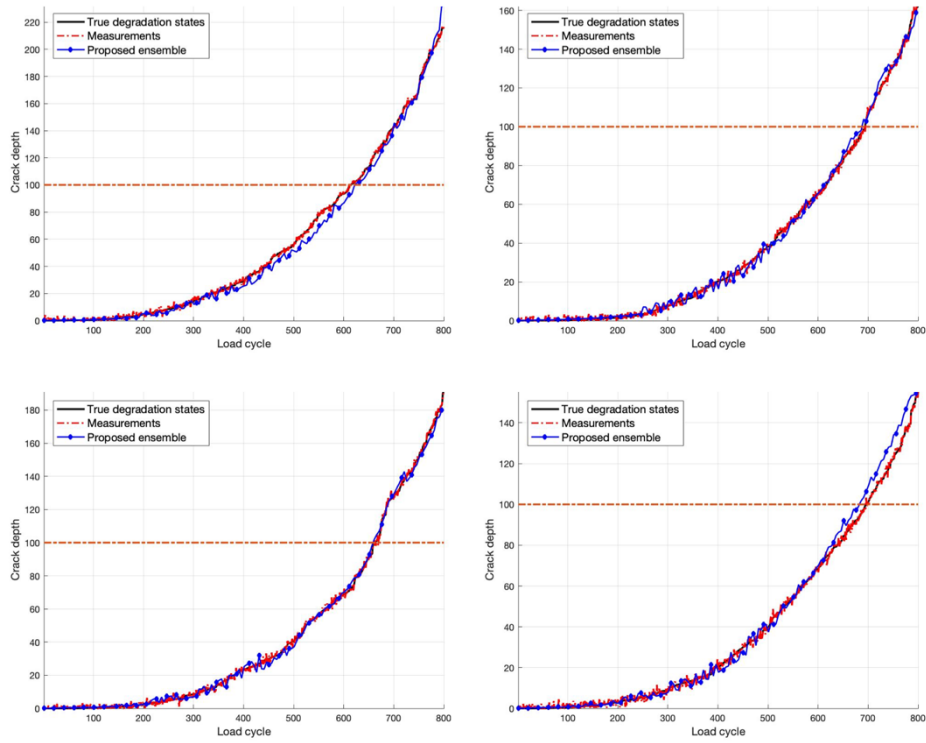 True degradation states
Measurements
Proposed ensemble
220
200
180
160
140
120
100
80
60
40
20
0
Crack depth
100 200 300 400 500 600 700 800
Load cycle
True degradation states
Measurements
Proposed ensemble
160
140
120
100
80
60
40
20
0
Crack depth
100 200 300 400 500 600 700 800
Load cycle
True degradation states
Measurements
Proposed ensemble
180
160
140
120
100
80
60
40
20
0
Crack depth
100 200 300 400 500 600 700 800
Load cycle
True degradation states
Measurements
Proposed ensemble
140
120
100
80
60
40
20
0
Crack depth
100 200 300 400 500 600 700 800
Load cycle